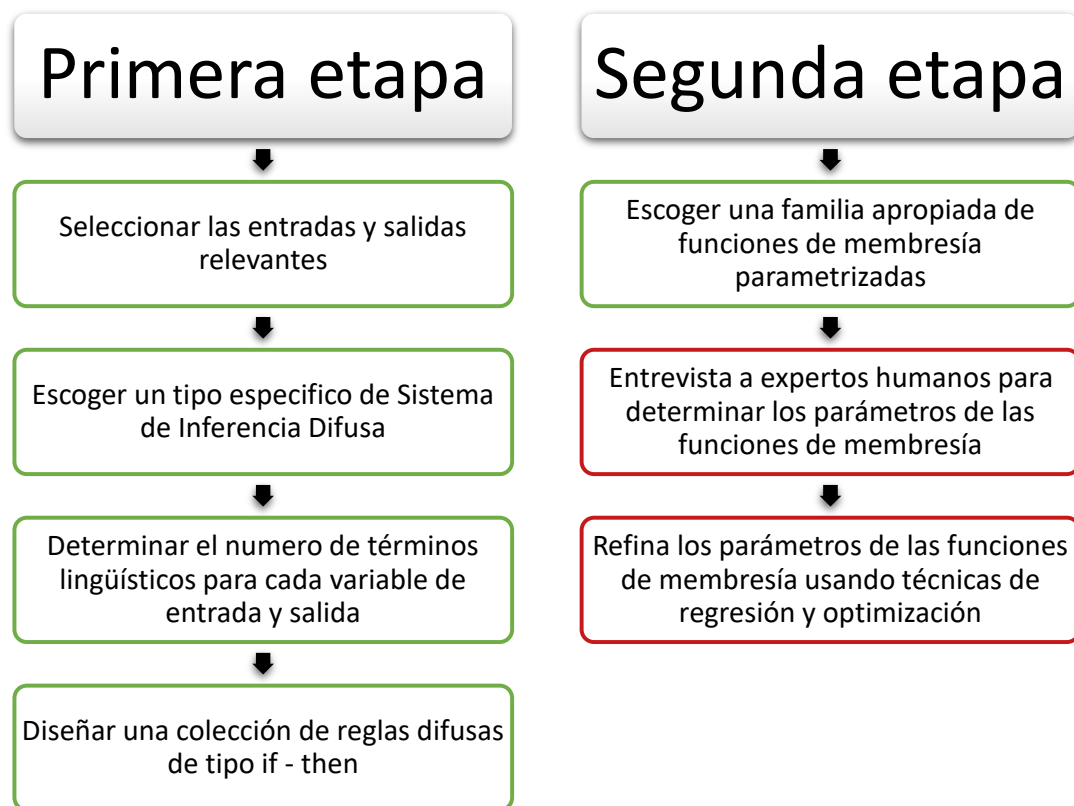 Primera etapa
Seleccionar las entradas y salidas
relevantes
Escoger un tipo especifico de Sistema
de Inferencia Difusa
Determinar el numero de términos
lingüísticos para cada variable de
entrada y salida
Diseñar una colección de reglas difusas
de tipo if - then
Segunda etapa
Escoger una familia apropiada de
funciones de membresía
parametrizadas
Entrevista a expertos humanos para
determinar los parámetros de las
funciones de membresía
Refina los parámetros de las funciones
de membresía usando técnicas de
regresión y optimización